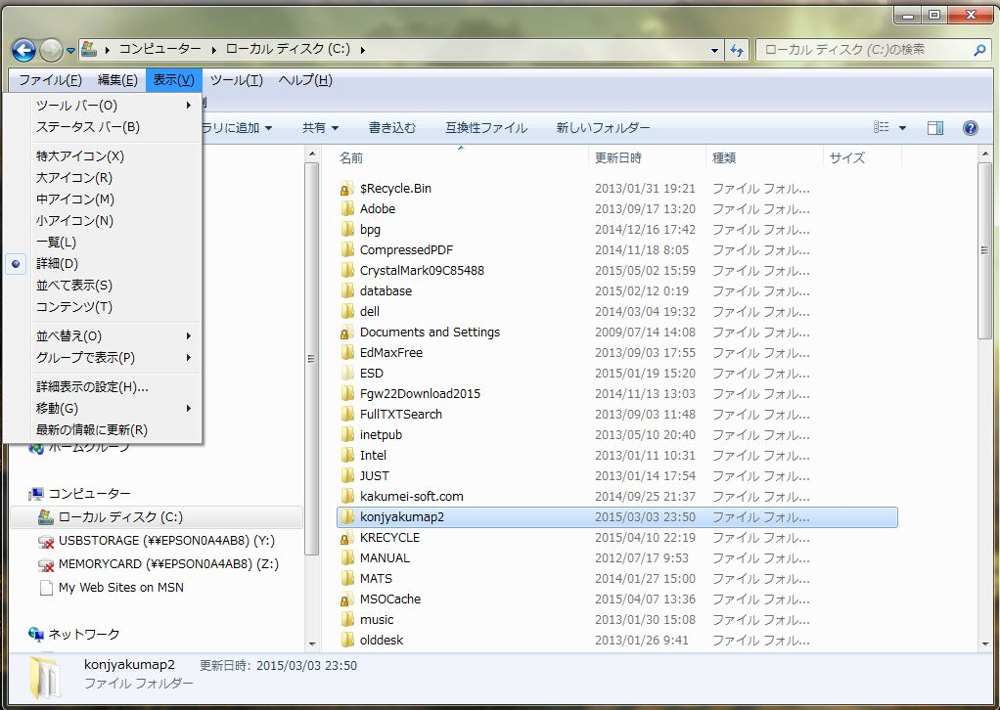 コンピューター ローカル ディスク (C:) ローカル ディスク (C:)の検索
ファイル(F) 編集(E) 表示(V) ツール(T) ヘルプ(H)
ラリに追加 共有 書き込む 互換性ファイル 新しいフォルダー
ツール バー(O)
ステータス バー(B)
特大アイコン(X)
大アイコン(R)
中アイコン(M)
小アイコン(N)
一覧(L)
詳細(D)
並べて表示(S)
コンテンツ(T)
並べ替え(O)
グループで表示(P)
詳細表示の設定(H)...
移動(G)
最新の情報に更新(R)
ホームグループ
コンピューター
ローカル ディスク (C:)
USBSTORAGE (¥¥EPSON0A4AB8) (Y:)
MEMORYCARD (¥¥EPSON0A4AB8) (Z:)
My Web Sites on MSN
ネットワーク
名前 更新日時 種類 サイズ
$Recycle.Bin 2013/01/31 19:21 ファイル フォル...
Adobe 2013/09/17 13:20 ファイル フォル...
bpg 2014/12/16 17:42 ファイル フォル...
CompressedPDF 2014/11/18 8:05 ファイル フォル...
CrystalMark09C85488 2015/05/02 15:59 ファイル フォル...
database 2015/02/12 0:19 ファイル フォル...
dell 2014/03/04 19:32 ファイル フォル...
Documents and Settings 2009/07/14 14:08 ファイル フォル...
EdMaxFree 2013/09/03 17:55 ファイル フォル...
ESD 2015/01/19 15:20 ファイル フォル...
Fgw22Download2015 2014/11/13 13:03 ファイル フォル...
FullTXTSearch 2013/09/03 11:48 ファイル フォル...
inetpub 2013/05/10 20:40 ファイル フォル...
Intel 2013/01/11 10:31 ファイル フォル...
JUST 2013/01/14 17:54 ファイル フォル...
kakumei-soft.com 2014/09/25 21:37 ファイル フォル...
konjyakumap2 2015/03/03 23:50 ファイル フォル...
KRECYCLE 2015/04/10 22:19 ファイル フォル...
MANUAL 2012/07/17 9:53 ファイル フォル...
MATS 2014/01/27 15:00 ファイル フォル...
MSOCache 2015/04/07 13:36 ファイル フォル...
music 2013/01/30 15:08 ファイル フォル...
olddesk 2013/01/26 9:41 ファイル フォル...
konjyakumap2 更新日時: 2015/03/03 23:50
ファイル フォルダー